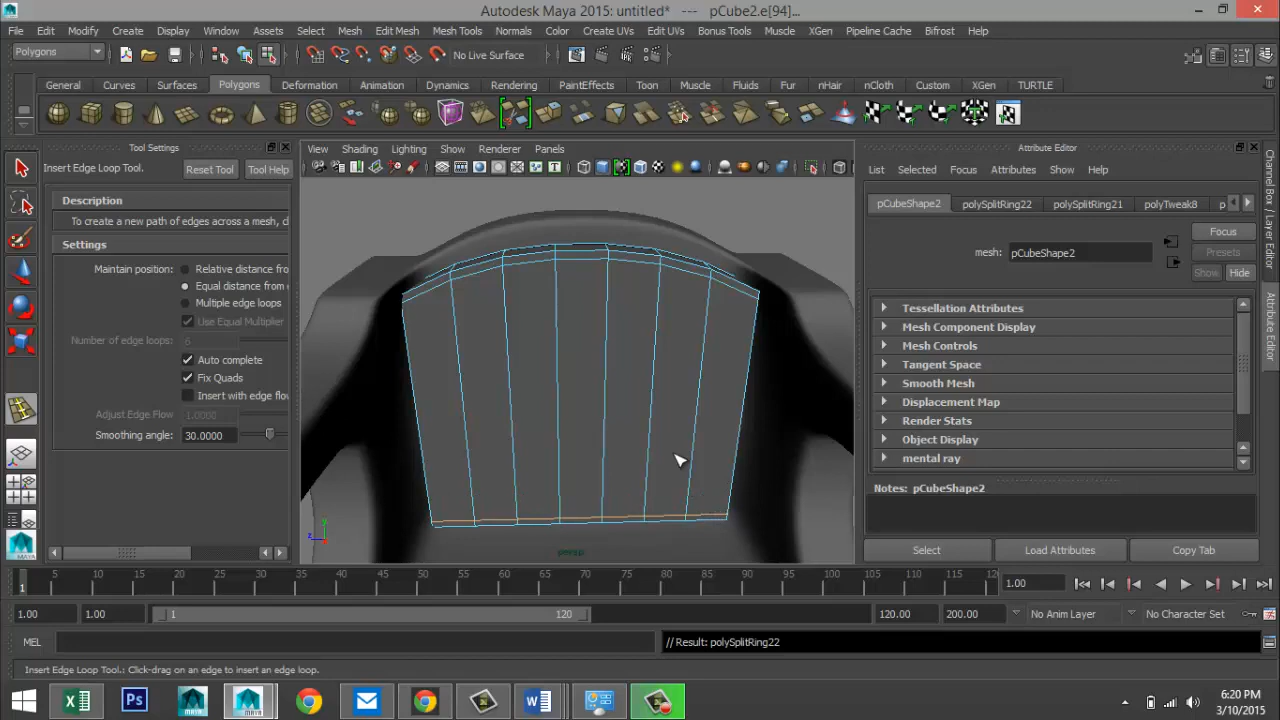 Autodesk Maya 2015: untitled* --- pCube2.e[94]...
File Edit Modify Create Display Window Assets Select Mesh Edit Mesh Mesh Tools Normals Color Edit UVs Bonus Tools Muscle XGen Pipeline Cache Bifrost Help
Polygons No Live Surface
General Curves Surfaces Polygons Deformation Animation Dynamics Rendering PaintEffects Toon Muscle Fluids Fur nHair nCloth Custom XGen TURTLE
Tool Settings
Insert Edge Loop Tool. Reset Tool Tool Help
Description
To create a new path of edges across a mesh, cl
Settings
Maintain position: Relative distance fro
Equal distance from e
Multiple edge loops
Use Equal Multiplier
Number of edge loops: 6
Auto complete
Fix Quads
Insert with edge flow
Adjust Edge Flow 1.0000
Smoothing angle: 30.0000
View Shading Lighting Show Renderer Panels
persp
Attribute Editor
List Selected Focus Attributes Show Help
pCubeShape2 polySplitRing22 polySplitRing21 polyTweak8 p
mesh: pCubeShape2
Focus
Presets
Show Hide
Tessellation Attributes
Mesh Component Display
Mesh Controls
Tangent Space
Smooth Mesh
Displacement Map
Render Stats
Object Display
mental ray
Notes: pCubeShape2
Select Load Attributes Copy Tab
Channel Box / Layer Editor
Attribute Editor
5 10 15 20 25 30 35 40 45 50 55 60 65 70 75 80 85 90 95 100 105 110 115 120
1 1.00
1.00 1.00 1 120 120.00 200.00 No Anim Layer No Character Set
MEL // Result: polySplitRing22
Insert Edge Loop Tool.: Click-drag on an edge to insert an edge loop.
6:20 PM
3/10/2015